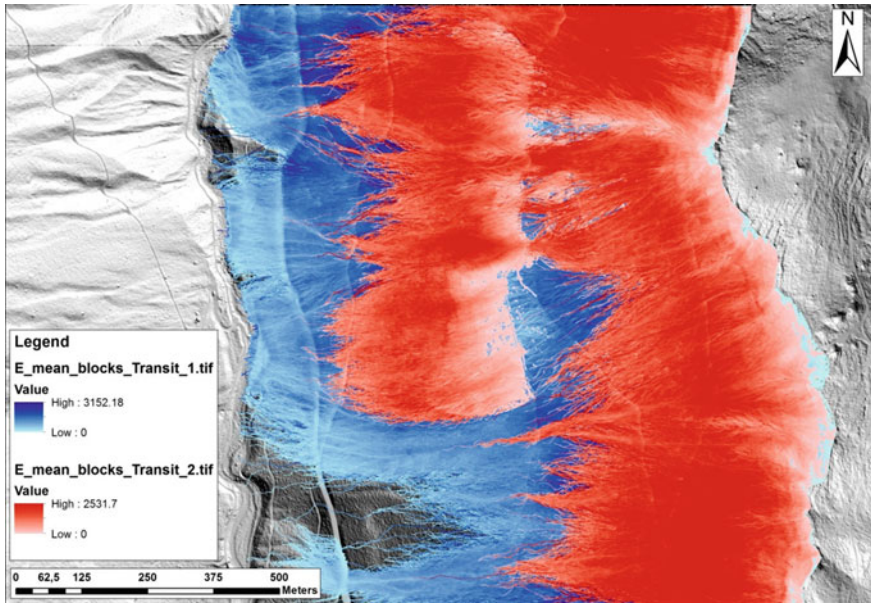 N
Legend
E_mean_blocks_Transit_1.tif
Value
High : 3152.18
Low : 0
E_mean_blocks_Transit_2.tif
Value
High : 2531.7
Low : 0
0 62,5 125 250 375 500
Meters